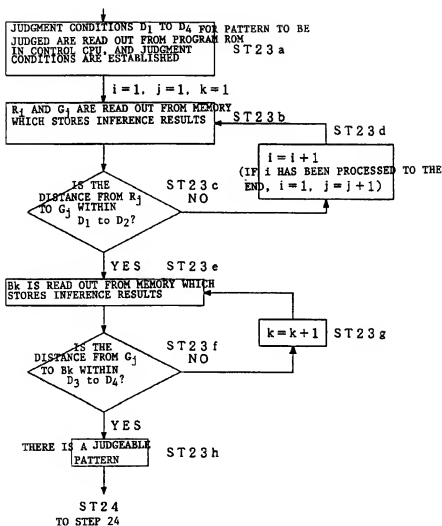 JUDGMENT CONDITIONS D1 TO D4 FOR PATTERN TO BE
JUDGED ARE READ OUT FROM PROGRAM ROM
IN CONTROL CPU, AND JUDGMENT
CONDITIONS ARE ESTABLISHED
ST23a
i=1, j=1, k=1
Ri AND Gj ARE READ OUT FROM MEMORY
WHICH STORES INFERENCE RESULTS
ST23b
ST23d
i=i+1
(IF i HAS BEEN PROCESSED TO THE
END, i=1, j=j+1)
IS THE
DISTANCE FROM Rj
TO Gj WITHIN
D1 to D2?
ST23c
NO
YES
ST23e
Bk IS READ OUT FROM MEMORY WHICH
STORES INFERENCE RESULTS
IS THE
DISTANCE FROM Gj
TO Bk WITHIN
D3 to D4?
ST23f
NO
k=k+1
ST23g
YES
THERE IS A JUDGEABLE
PATTERN
ST23h
ST24
TO STEP 24